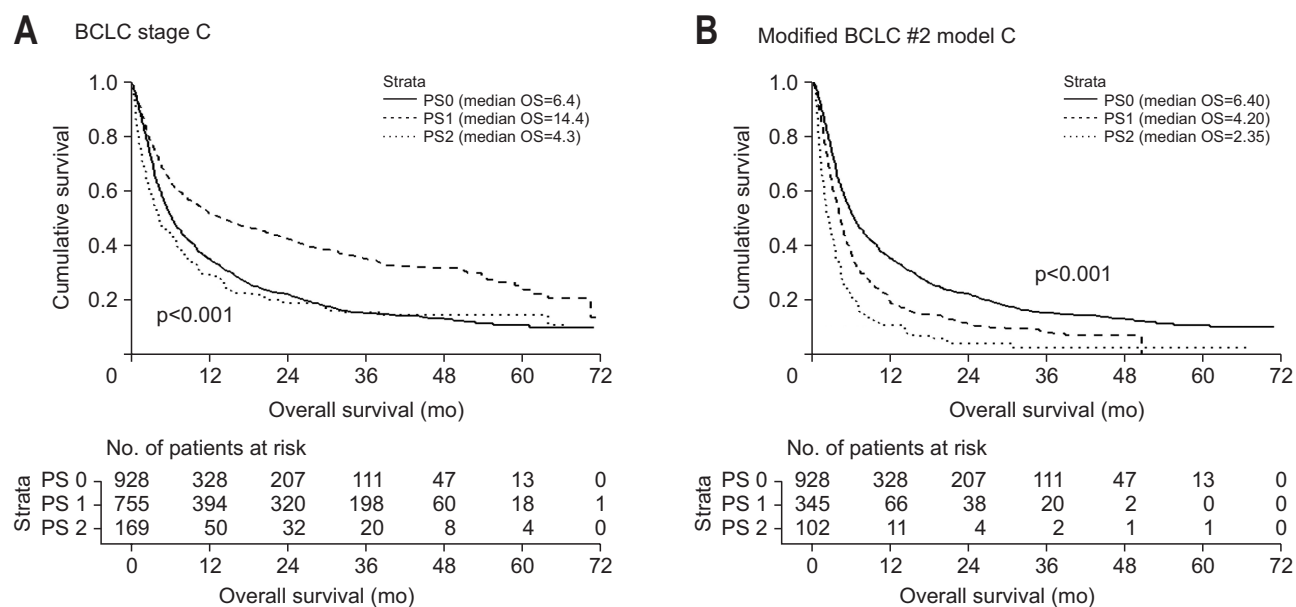 A BCLC stage C
Strata
PS0 (median OS=6.4)
PS1 (median OS=14.4)
PS2 (median OS=4.3)
Cumulative survival
1.0
0.8
0.6
0.4
0.2
p<0.001
0 12 24 36 48 60 72
Overall survival (mo)
No. of patients at risk
Strata
PS 0 928 328 207 111 47 13 0
PS 1 755 394 320 198 60 18 1
PS 2 169 50 32 20 8 4 0
0 12 24 36 48 60 72
Overall survival (mo)
B Modified BCLC #2 model C
Strata
PS0 (median OS=6.40)
PS1 (median OS=4.20)
PS2 (median OS=2.35)
Cumulative survival
1.0
0.8
0.6
0.4
0.2
p<0.001
0 12 24 36 48 60 72
Overall survival (mo)
No. of patients at risk
Strata
PS 0 928 328 207 111 47 13 0
PS 1 345 66 38 20 2 0 0
PS 2 102 11 4 2 1 1 0
0 12 24 36 48 60 72
Overall survival (mo)